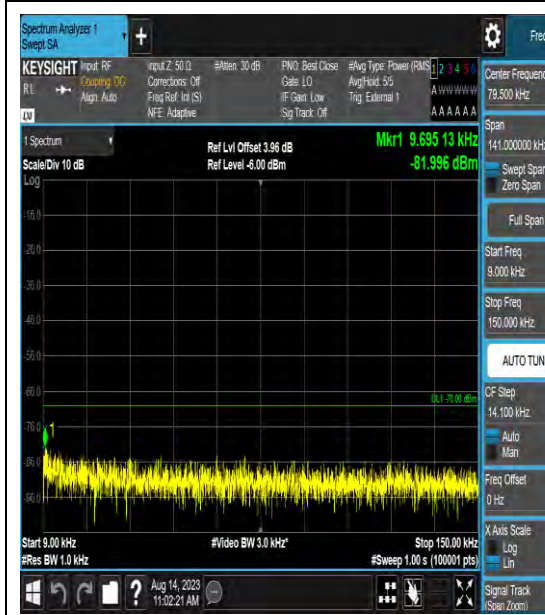 Spectrum Analyzer 1
Swept SA
+
Freq
KEYSIGHT Input: RF
Input Z: 50 Ω
#Atten: 30 dB
PNO: Best Close
#Avg Type: Power (RMS
1 2 3 4 5 6
RL
Coupling: DC
Corrections: Off
Gate: LO
Avg|Hold: 5/5
A W W W W W
Align: Auto
Freq Ref: Int (S)
IF Gain: Low
Trig: External 1
NFE: Adaptive
Sig Track: Off
A A A A A A
LW
1 Spectrum
Ref Lvl Offset 3.96 dB
Mkr1 9.695 13 kHz
Scale/Div 10 dB
Ref Level -6.00 dBm
-81.996 dBm
Log
-16.0
-26.0
-36.0
-46.0
-56.0
-66.0
DL1 -70.00 dBm
-76.0
1
-86.0
-96.0
Start 9.00 kHz
#Video BW 3.0 kHz*
Stop 150.00 kHz
#Res BW 1.0 kHz
#Sweep 1.00 s (100001 pts)
Aug 14, 2023
11:02:21 AM
?
Center Frequenc
79.500 kHz
Span
141.000000 kHz
Swept Span
Zero Span
Full Span
Start Freq
9.000 kHz
Stop Freq
150.000 kHz
AUTO TUN
CF Step
14.100 kHz
Auto
Man
Freq Offset
0 Hz
X Axis Scale
Log
Lin
Signal Track
(Span Zoom)